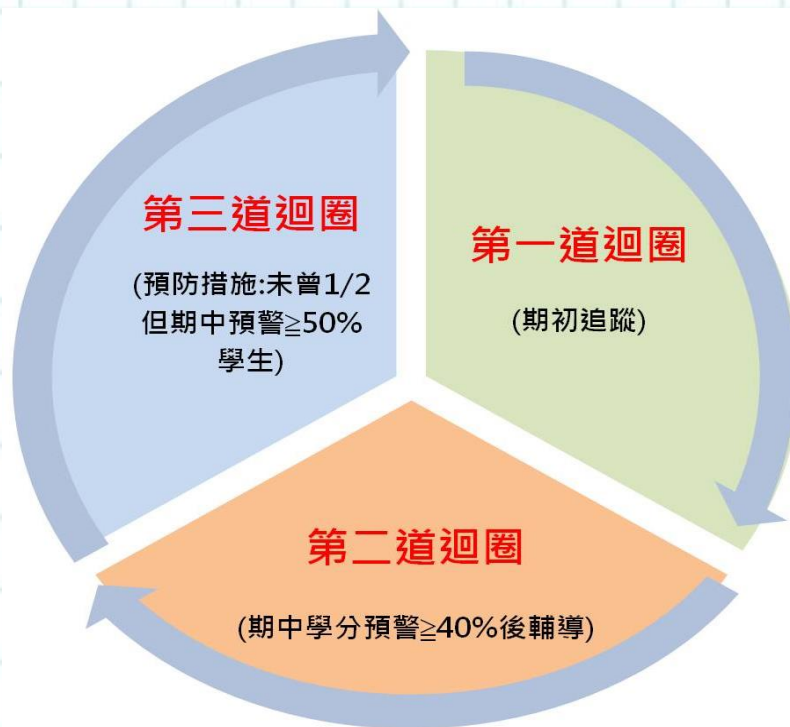 第一道迴圈
(期初追蹤)
第二道迴圈
(期中學分預警≧40%後輔導)
第三道迴圈
(預防措施:未曾1/2
但期中預警≧50%
學生)